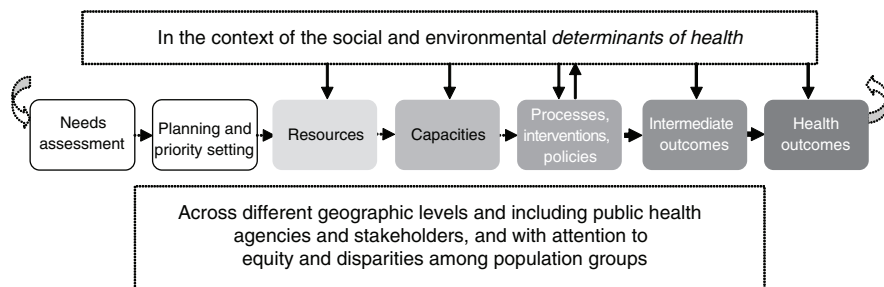 In the context of the social and environmental determinants of health
Needs
assessment
Planning and
priority setting
Resources
Capacities
Processes,
interventions,
policies
Intermediate
outcomes
Health
outcomes
Across different geographic levels and including public health
agencies and stakeholders, and with attention to
equity and disparities among population groups